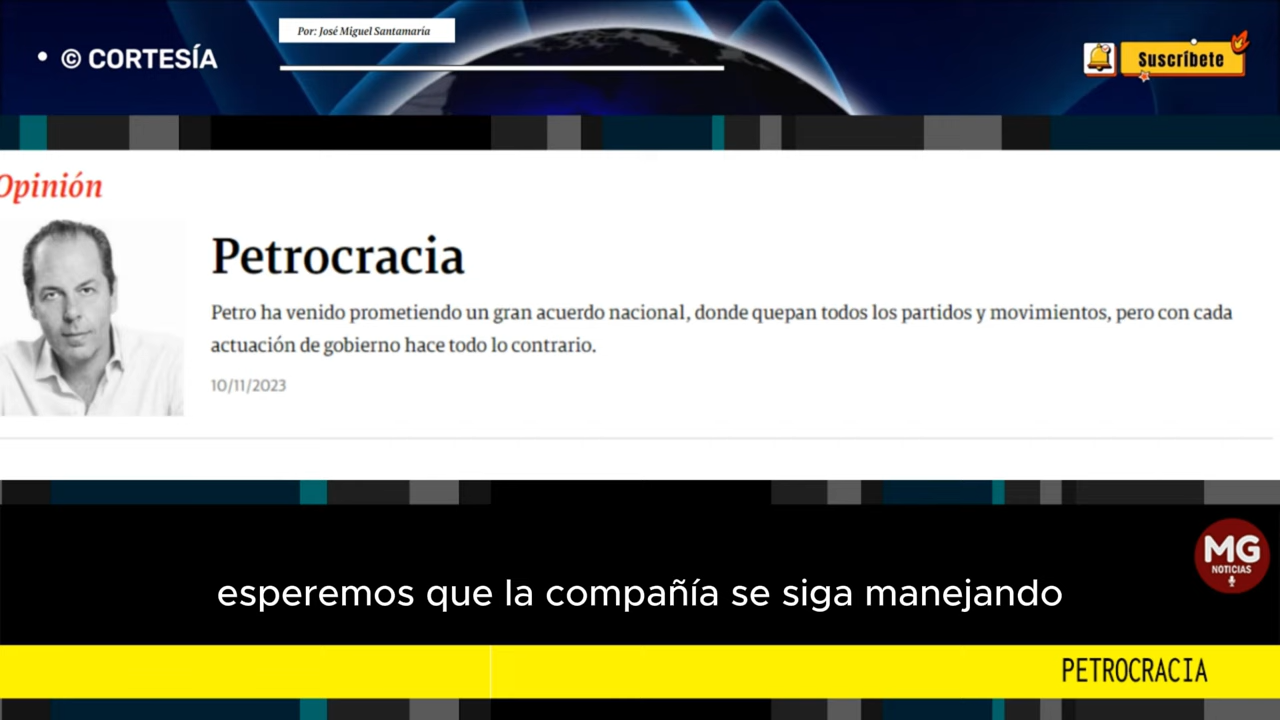 Por: José Miguel Santamaría
• © CORTESÍA
Suscríbete
Opinión
Petrocracia
Petro ha venido prometiendo un gran acuerdo nacional, donde quepan todos los partidos y movimientos, pero con cada
actuación de gobierno hace todo lo contrario.
10/11/2023
MG
NOTICIAS
esperemos que la compañía se siga manejando
PETROCRACIA